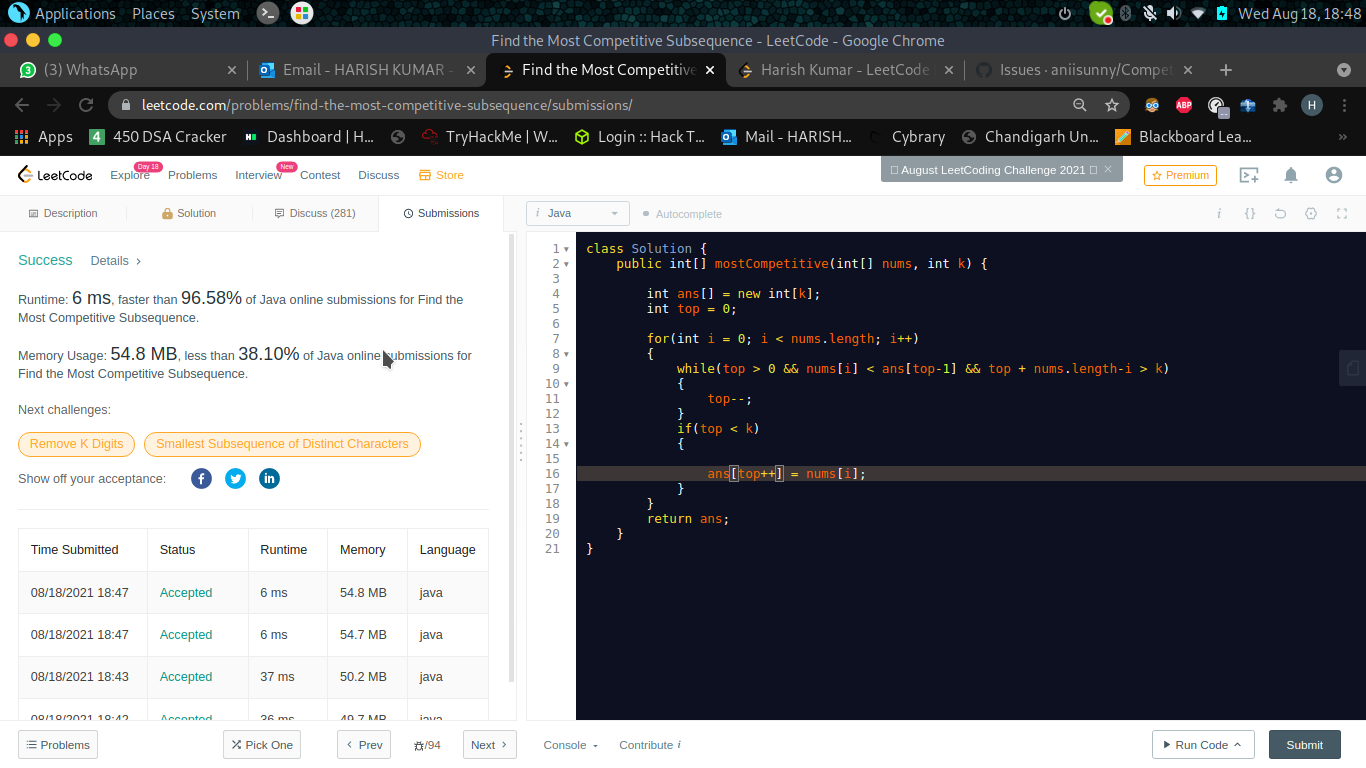 Applications Places System Wed Aug 18, 18:48
Find the Most Competitive Subsequence - LeetCode - Google Chrome
(3) WhatsApp Email - HARISH KUMAR - Find the Most Competitive Harish Kumar - LeetCode Issues · aniisunny/Compet
leetcode.com/problems/find-the-most-competitive-subsequence/submissions/ ABP H
Apps 4 450 DSA Cracker Dashboard | H... TryHackMe | W... Login :: Hack T... Mail - HARISH... Cybrary Chandigarh Un... Blackboard Lea... »
LeetCode Explore Day 18 Problems Interview New Contest Discuss Store August LeetCoding Challenge 2021 × Premium
Description Solution Discuss (281) Submissions i Java Autocomplete i {}
Success Details >
Runtime: 6 ms, faster than 96.58% of Java online submissions for Find the
Most Competitive Subsequence.
Memory Usage: 54.8 MB, less than 38.10% of Java online submissions for
Find the Most Competitive Subsequence.
Next challenges:
Remove K Digits Smallest Subsequence of Distinct Characters
Show off your acceptance:
Time Submitted Status Runtime Memory Language
08/18/2021 18:47 Accepted 6 ms 54.8 MB java
08/18/2021 18:47 Accepted 6 ms 54.7 MB java
08/18/2021 18:43 Accepted 37 ms 50.2 MB java
08/18/2021 18:42 Accepted 36 ms 49.7 MB java
1 class Solution {
2 public int[] mostCompetitive(int[] nums, int k) {
3
4 int ans[] = new int[k];
5 int top = 0;
6
7 for(int i = 0; i < nums.length; i++)
8 {
9 while(top > 0 && nums[i] < ans[top-1] && top + nums.length-i > k)
10 {
11 top--;
12 }
13 if(top < k)
14 {
15
16 ans[top++] = nums[i];
17 }
18 }
19 return ans;
20 }
21 }
Problems Pick One < Prev /94 Next > Console Contribute i Run Code Submit